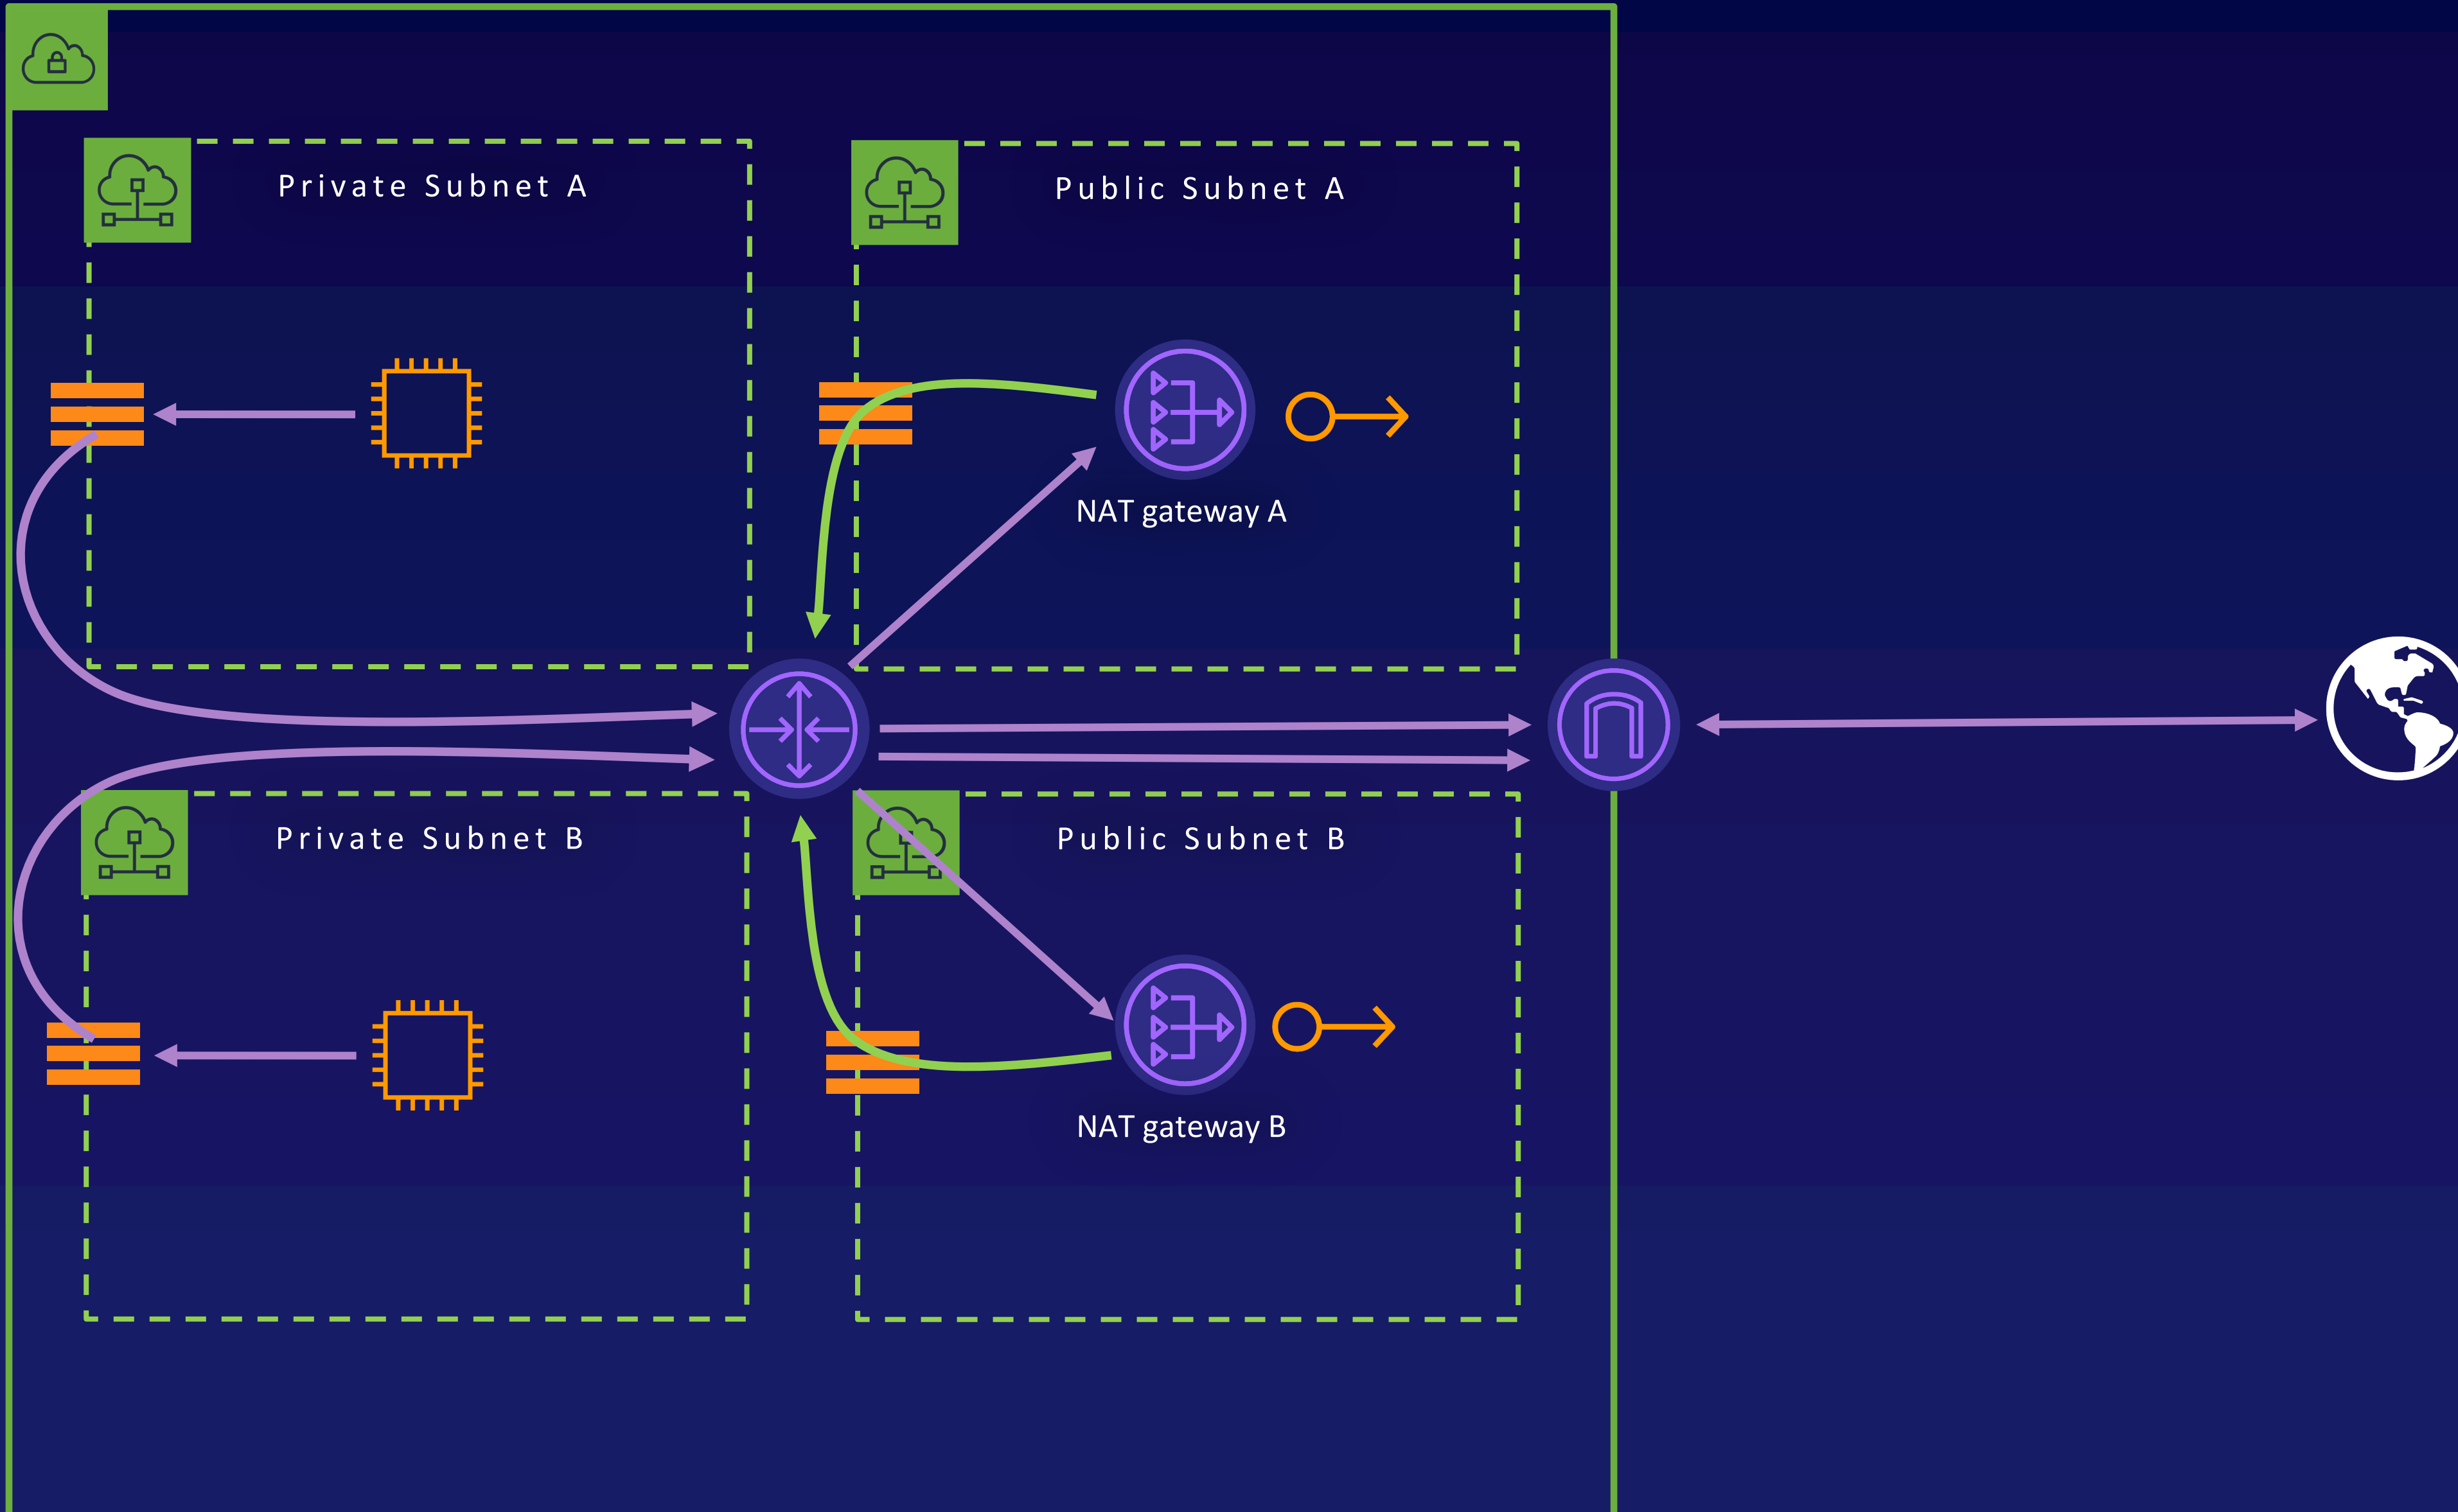 Private Subnet A
Public Subnet A
NAT gateway A
Private Subnet B
Public Subnet B
NAT gateway B